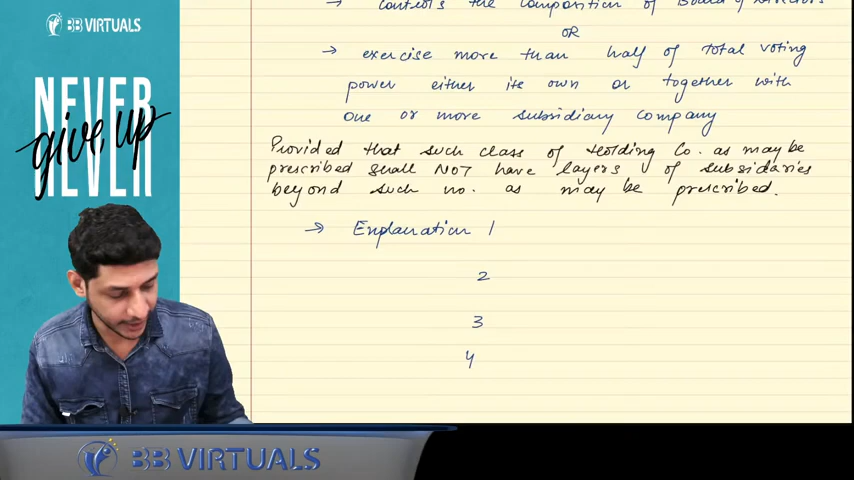 BB VIRTUALS
NEVER
give up
NEVER
→ controls the composition of Board of Directors
OR
→ exercise more than half of total voting
power either its own or together with
one or more subsidiary company
Provided that such class of Holding Co. as may be
prescribed shall NOT have layers of subsidaries
beyond such no. as may be prescribed.
→ Explanation 1
2
3
4
BB VIRTUALS